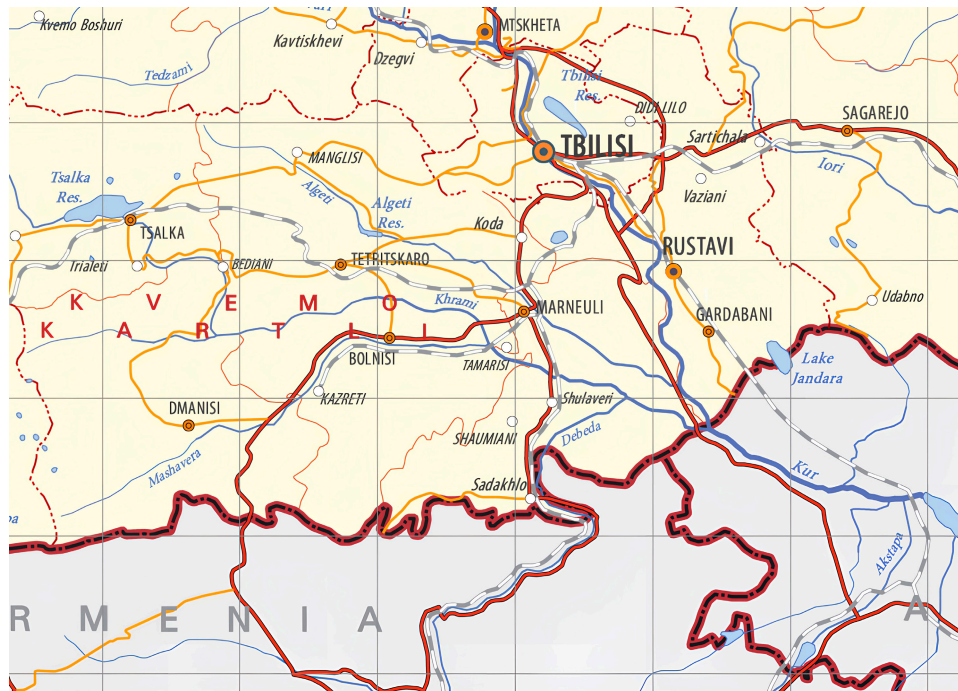 Kvemo Boshuri
Kavtiskhevi
MTSKHETA
Dzegvi
Tedzami
Tbilisi
Res.
DIDI LILO
SAGAREJO
Sartichala
TBILISI
MANGLISI
Iori
Tsalka
Res.
Algeti
Vaziani
Algeti
Res.
TSALKA
Koda
RUSTAVI
Trialeti
BEDIANI
TETRITSKARO
Udabno
K V E M O
Khrami
MARNEULI
GARDABANI
K A R T L I
BOLNISI
TAMARISI
Lake
Jandara
KAZRETI
Shulaveri
DMANISI
SHAUMIANI
Debeda
Mashavera
Kur
Sadakhlo
pa
Akstapa
R M E N I A
A